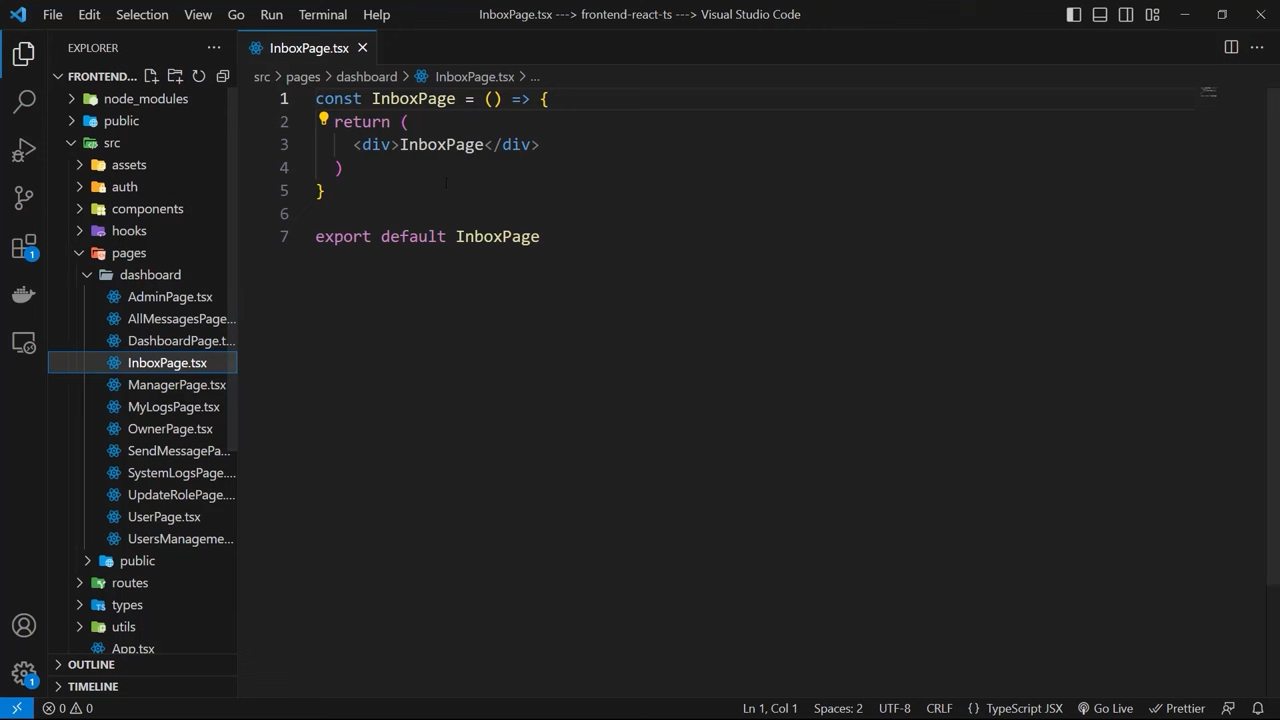 File Edit Selection View Go Run Terminal Help
InboxPage.tsx ---> frontend-react-ts ---> Visual Studio Code
EXPLORER
FRONTEND...
node_modules
public
src
assets
auth
components
hooks
pages
dashboard
AdminPage.tsx
AllMessagesPage...
DashboardPage.t...
InboxPage.tsx
ManagerPage.tsx
MyLogsPage.tsx
OwnerPage.tsx
SendMessagePa...
SystemLogsPage....
UpdateRolePage....
UserPage.tsx
UsersManageme...
public
routes
types
utils
App.tsx
OUTLINE
TIMELINE
1
1
InboxPage.tsx
src > pages > dashboard > InboxPage.tsx > ...
1 const InboxPage = () => {
2 return (
3 <div>InboxPage</div>
4 )
5 }
6
7 export default InboxPage
0 0
Ln 1, Col 1 Spaces: 2 UTF-8 CRLF {} TypeScript JSX Go Live Prettier